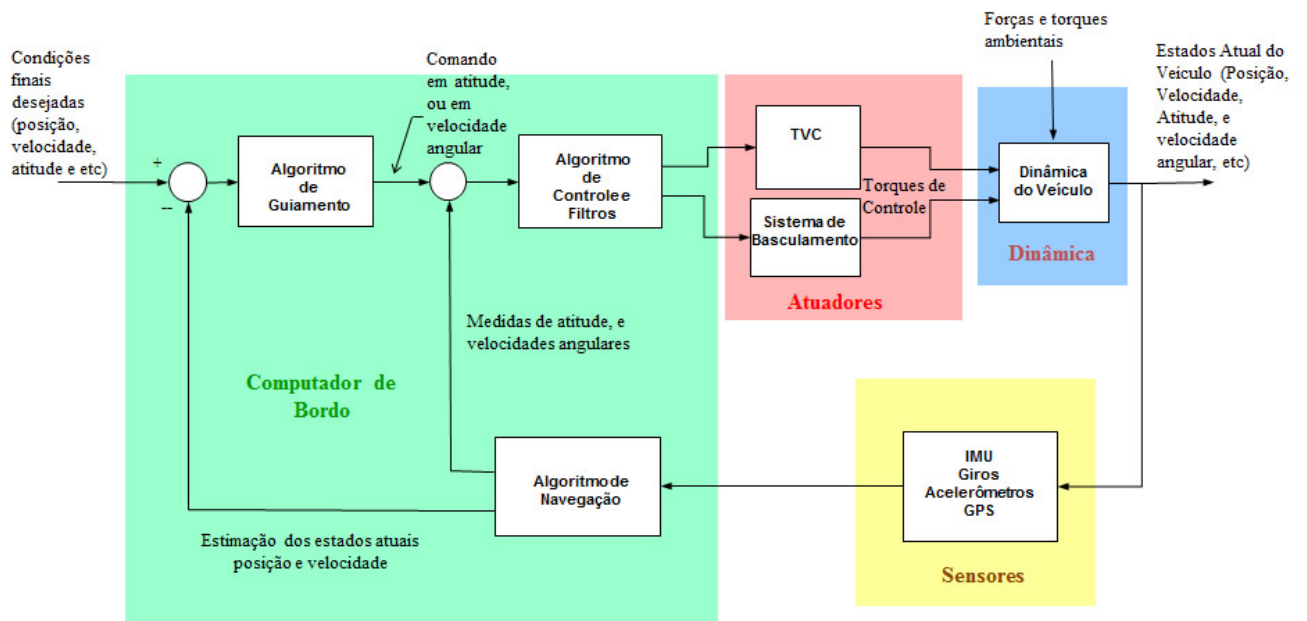 Condições
finais
desejadas
(posição,
velocidade,
atitude e etc)
+
--
Algoritmo
de
Guiamento
Comando
em atitude,
ou em
velocidade
angular
Algoritmo
de
Controle e
Filtros
TVC
Sistema de
Basculamento
Torques de
Controle
Atuadores
Forças e torques
ambientais
Dinâmica
do Veículo
Dinâmica
Estados Atual do
Veículo (Posição,
Velocidade,
Atitude, e
velocidade
angular, etc)
Medidas de atitude, e
velocidades angulares
Computador de
Bordo
Algoritmo de
Navegação
Estimação dos estados atuais
posição e velocidade
IMU
Giros
Acelerômetros
GPS
Sensores